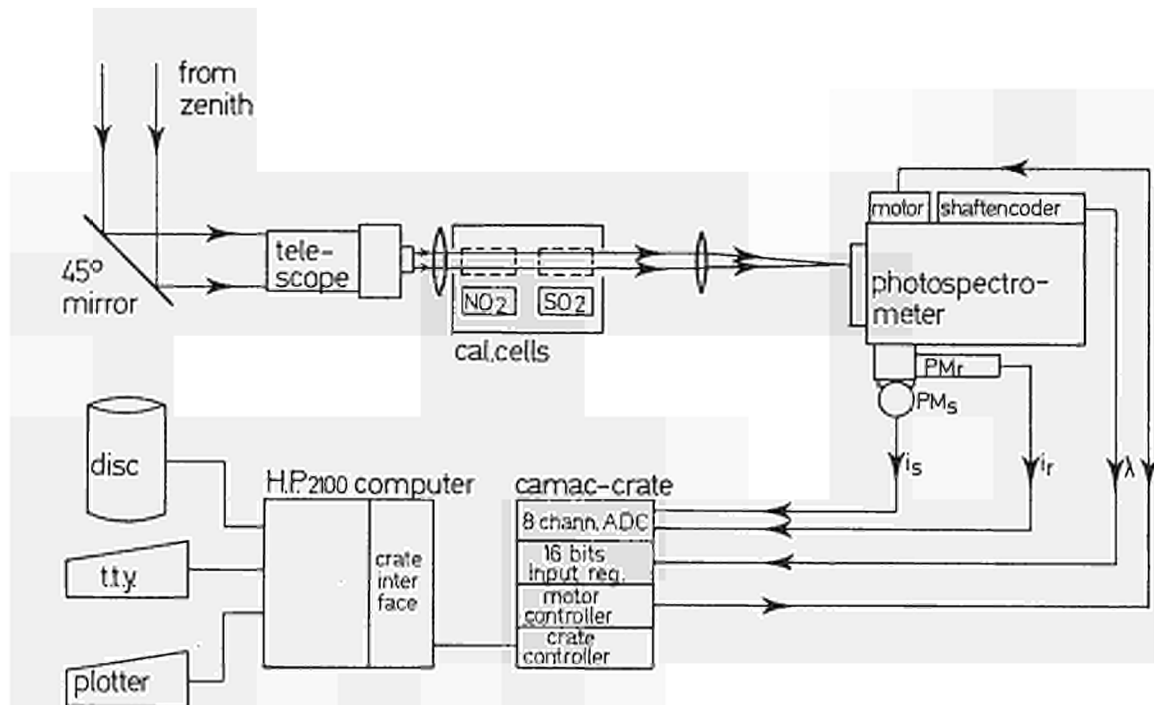 from
zenith
45°
mirror
tele-
scope
NO2
SO2
cal.cells
motor
shaftencoder
photospectro-
meter
PMr
PMs
is
ir
λ
disc
t.t.y.
plotter
H.P.2100 computer
crate
inter
face
camac-crate
8 chann. ADC
16 bits
input reg.
motor
controller
crate
controller